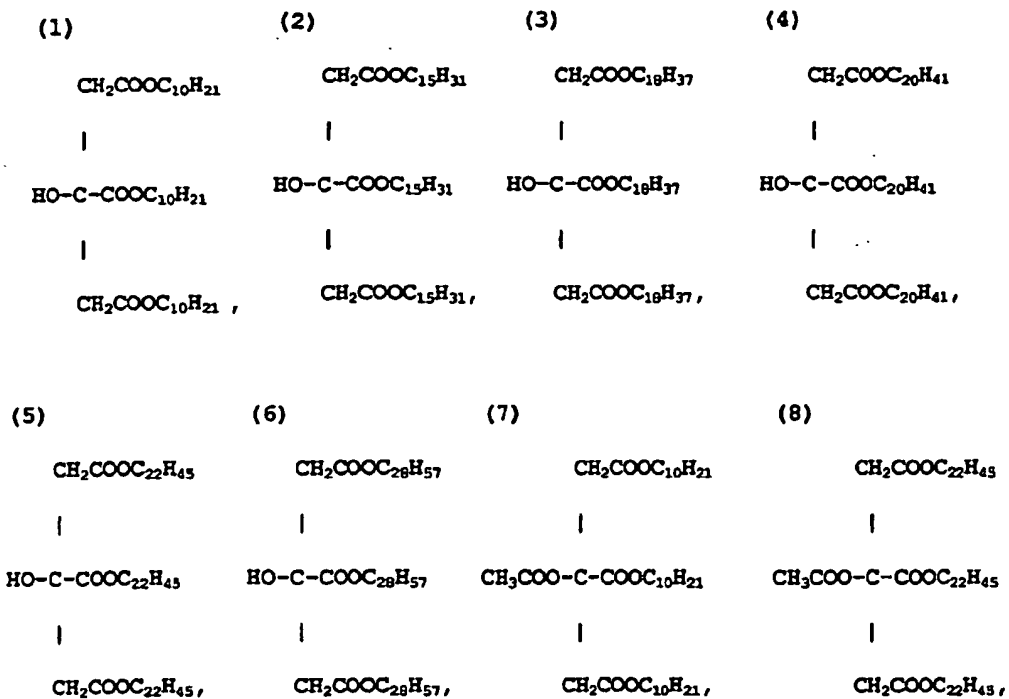 (1) (2) (3) (4)
CH₂COOC₁₀H₂₁ CH₂COOC₁₅H₃₁ CH₂COOC₁₈H₃₇ CH₂COOC₂₀H₄₁
| | | |
HO-C-COOC₁₀H₂₁ HO-C-COOC₁₅H₃₁ HO-C-COOC₁₈H₃₇ HO-C-COOC₂₀H₄₁
| | | |
CH₂COOC₁₀H₂₁ , CH₂COOC₁₅H₃₁, CH₂COOC₁₈H₃₇, CH₂COOC₂₀H₄₁,
(5) (6) (7) (8)
CH₂COOC₂₂H₄₅ CH₂COOC₂₈H₅₇ CH₂COOC₁₀H₂₁ CH₂COOC₂₂H₄₅
| | | |
HO-C-COOC₂₂H₄₅ HO-C-COOC₂₈H₅₇ CH₃COO-C-COOC₁₀H₂₁ CH₃COO-C-COOC₂₂H₄₅
| | | |
CH₂COOC₂₂H₄₅, CH₂COOC₂₈H₅₇, CH₂COOC₁₀H₂₁, CH₂COOC₂₂H₄₅,